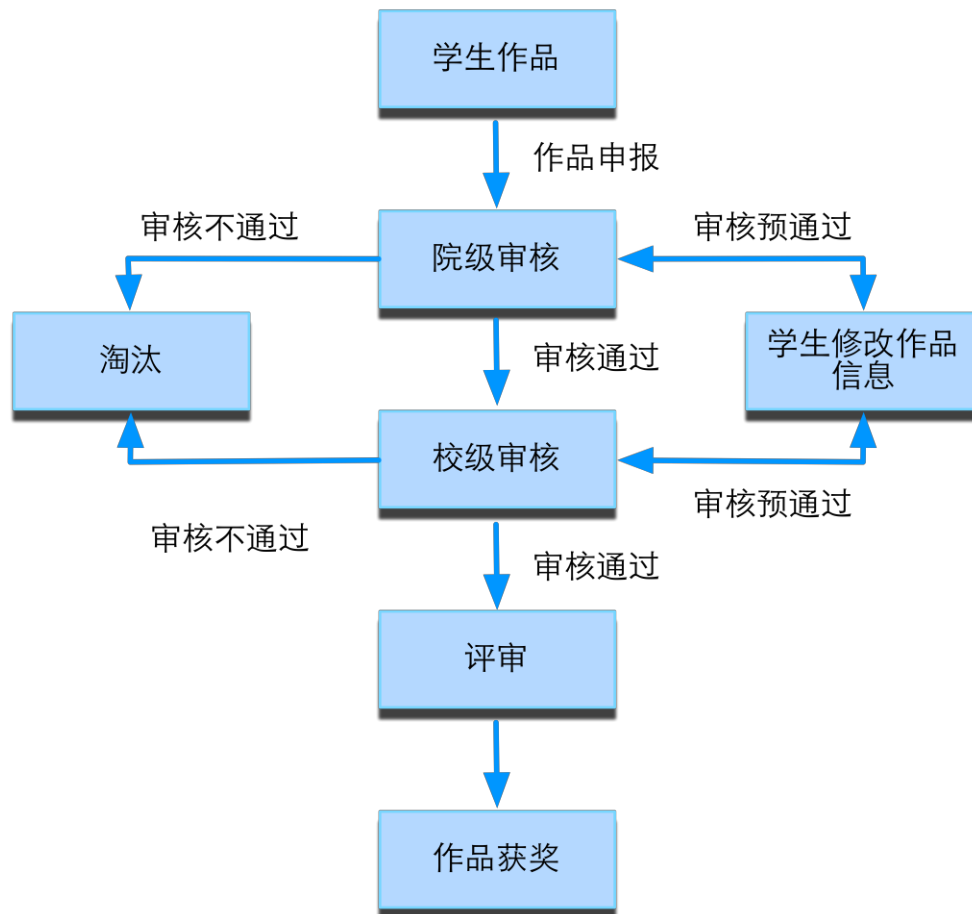 学生作品
作品申报
审核不通过
审核预通过
院级审核
淘汰
审核通过
学生修改作品
信息
校级审核
审核不通过
审核预通过
审核通过
评审
作品获奖